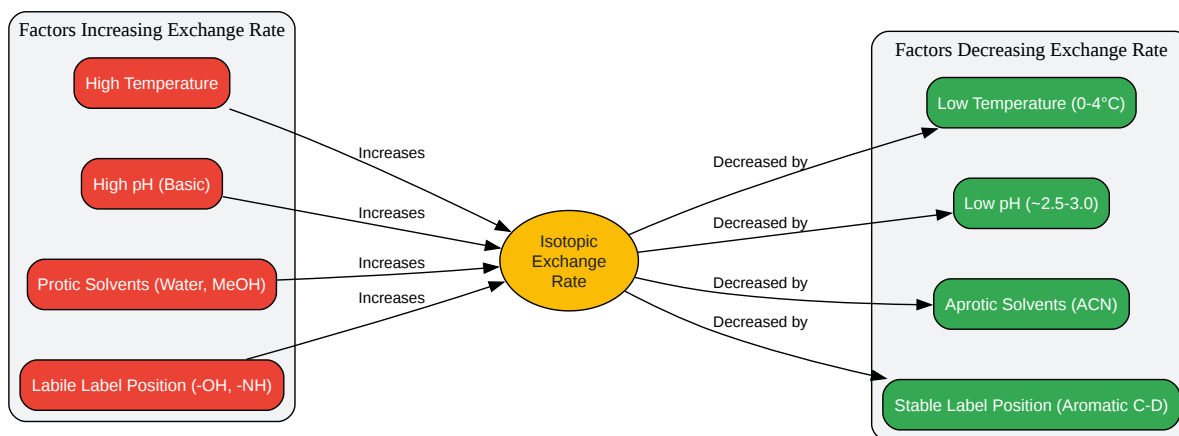 Factors Increasing Exchange Rate
High Temperature
High pH (Basic)
Protic Solvents (Water, MeOH)
Labile Label Position (-OH, -NH)
Increases
Increases
Increases
Increases
Isotopic
Exchange
Rate
Decreased by
Decreased by
Decreased by
Decreased by
Factors Decreasing Exchange Rate
Low Temperature (0-4°C)
Low pH (~2.5-3.0)
Aprotic Solvents (ACN)
Stable Label Position (Aromatic C-D)